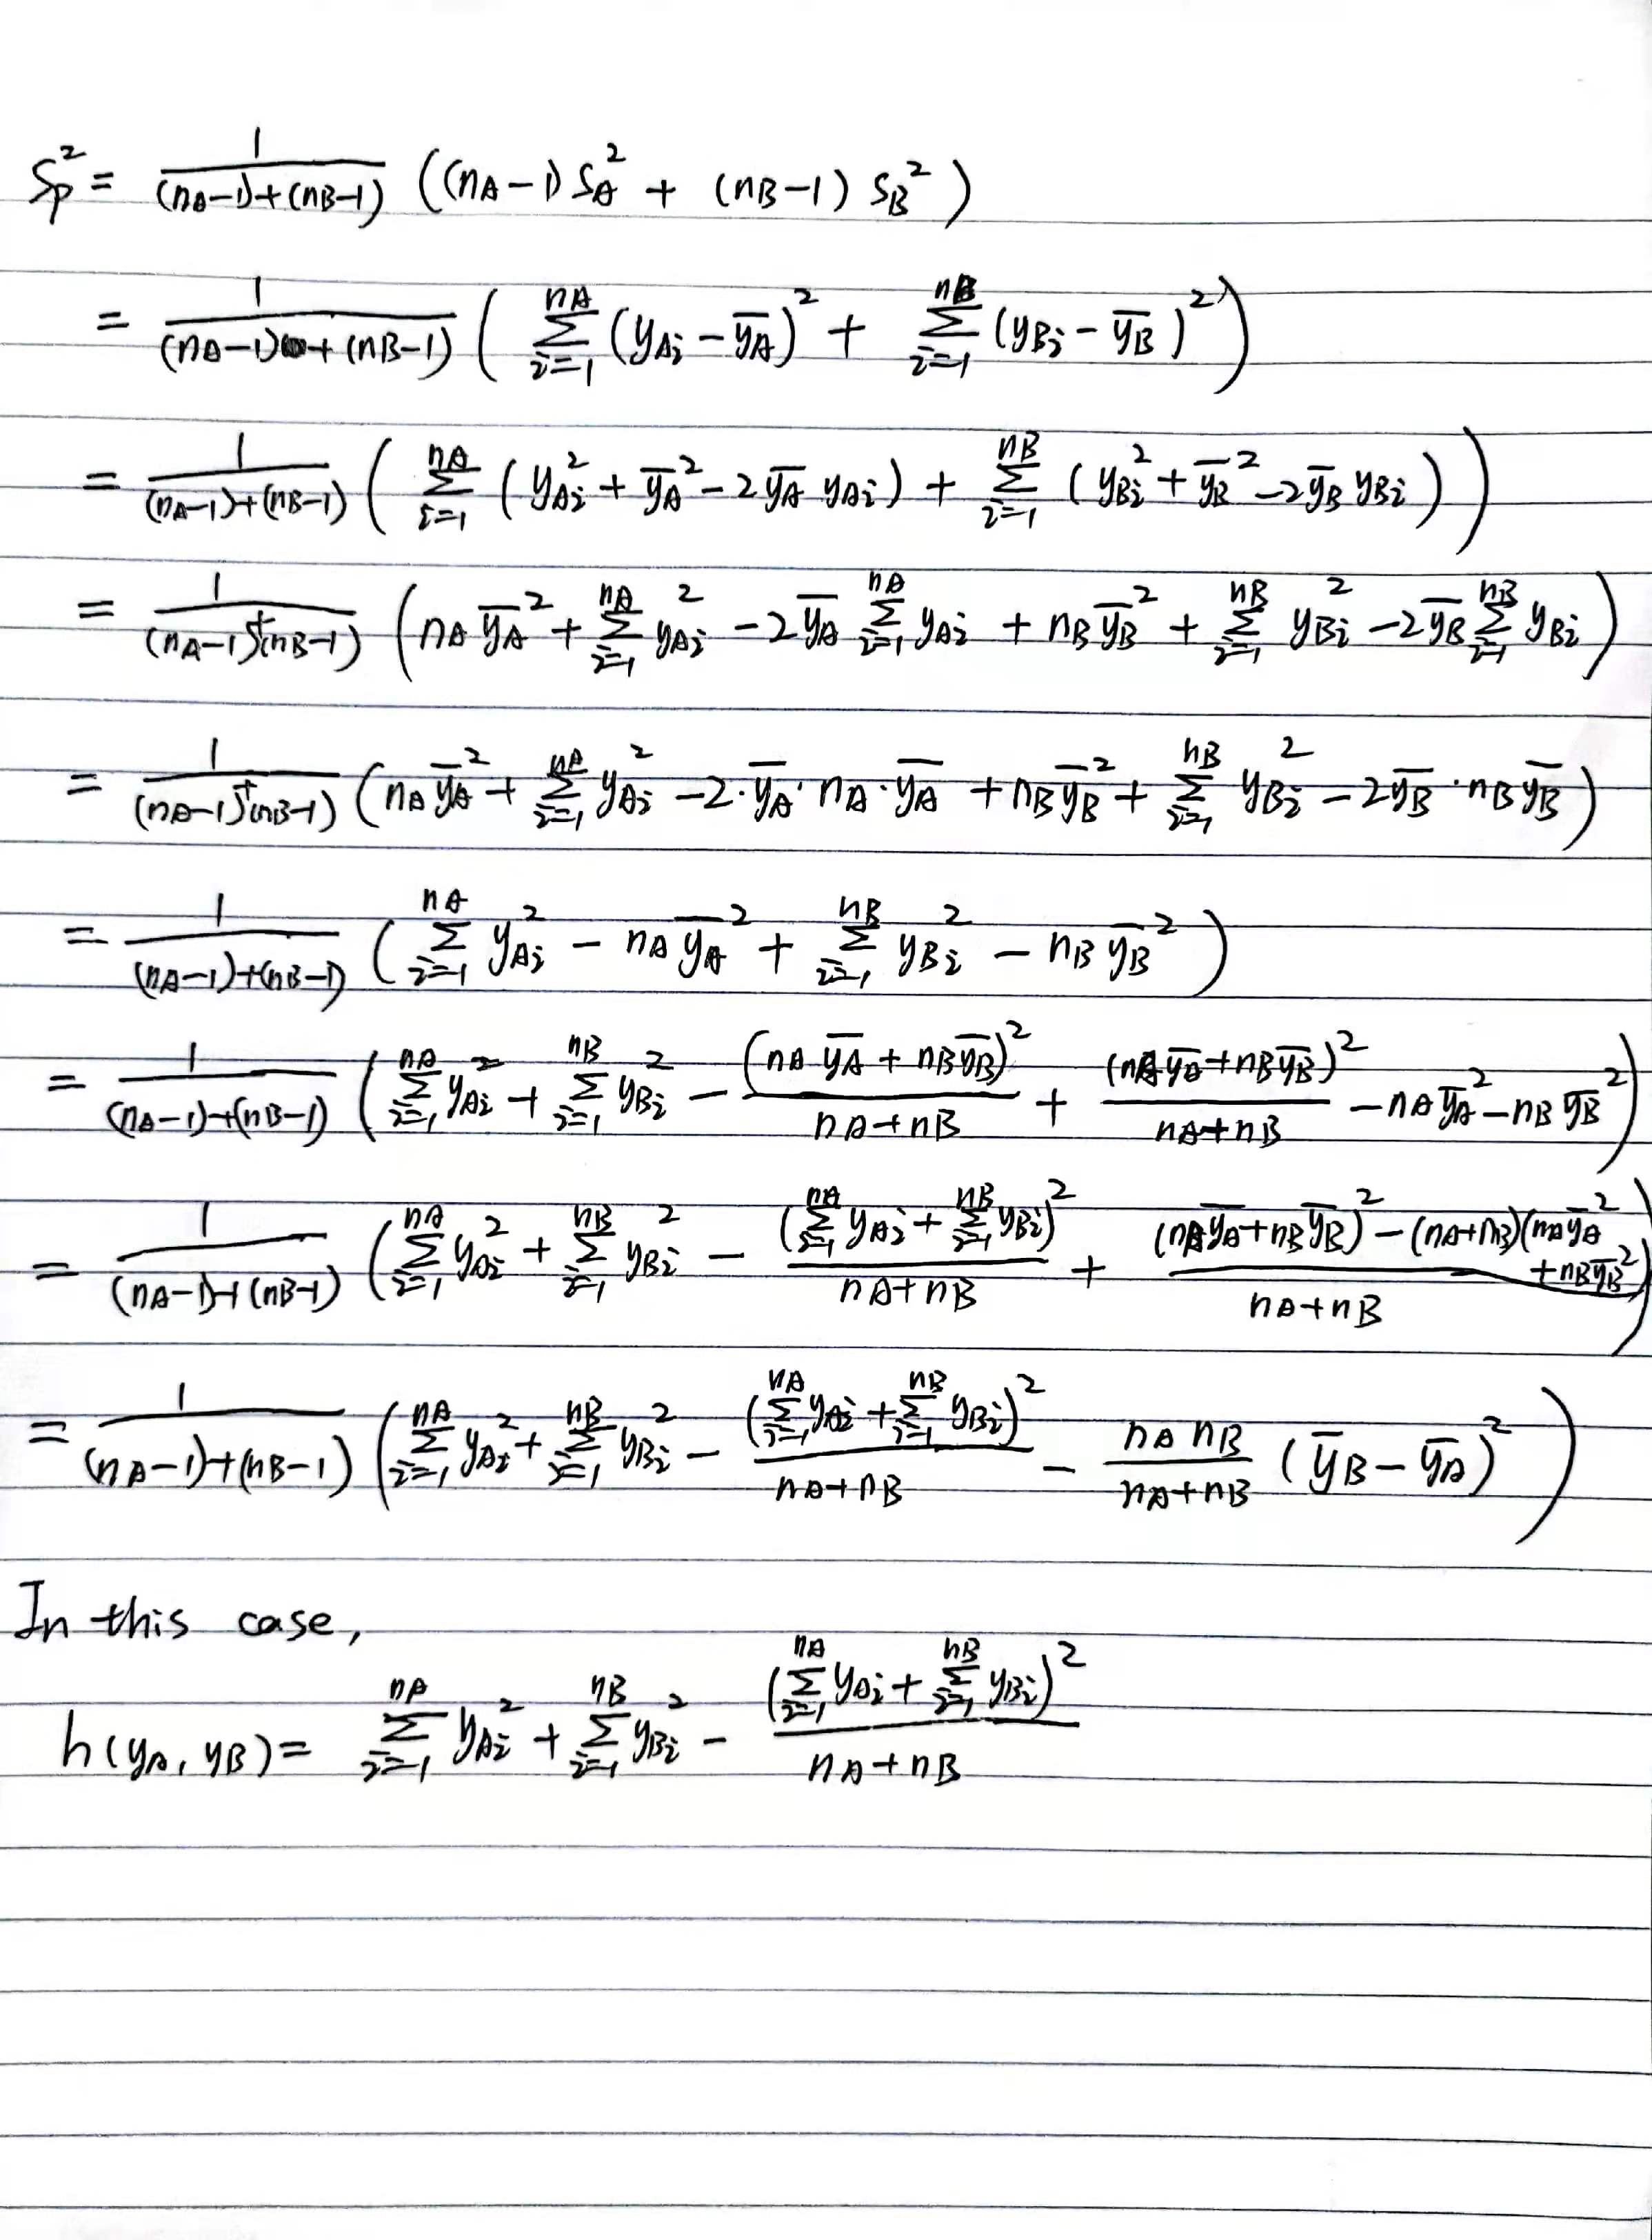 $S_p^2 = \frac{1}{(n_A-1)+(n_B-1)} \left((n_A-1) S_A^2 + (n_B-1) S_B^2\right)$
$= \frac{1}{(n_A-1)+(n_B-1)} \left( \sum_{i=1}^{n_A} (y_{Ai} - \overline{y_A})^2 + \sum_{i=1}^{n_B} (y_{Bi} - \overline{y_B})^2 \right)$
$= \frac{1}{(n_A-1)+(n_B-1)} \left( \sum_{i=1}^{n_A} (y_{Ai}^2 + \overline{y_A}^2 - 2\overline{y_A} y_{Ai}) + \sum_{i=1}^{n_B} (y_{Bi}^2 + \overline{y_B}^2 - 2\overline{y_B} y_{Bi}) \right)$
$= \frac{1}{(n_A-1)+(n_B-1)} \left( n_A \overline{y_A}^2 + \sum_{i=1}^{n_A} y_{Ai}^2 - 2\overline{y_A} \sum_{i=1}^{n_A} y_{Ai} + n_B \overline{y_B}^2 + \sum_{i=1}^{n_B} y_{Bi}^2 - 2\overline{y_B} \sum_{i=1}^{n_B} y_{Bi} \right)$
$= \frac{1}{(n_A-1)+(n_B-1)} \left( n_A \overline{y_A}^2 + \sum_{i=1}^{n_A} y_{Ai}^2 - 2 \cdot \overline{y_A} \cdot n_A \cdot \overline{y_A} + n_B \overline{y_B}^2 + \sum_{i=1}^{n_B} y_{Bi}^2 - 2\overline{y_B} \cdot n_B \overline{y_B} \right)$
$= \frac{1}{(n_A-1)+(n_B-1)} \left( \sum_{i=1}^{n_A} y_{Ai}^2 - n_A \overline{y_A}^2 + \sum_{i=1}^{n_B} y_{Bi}^2 - n_B \overline{y_B}^2 \right)$
$= \frac{1}{(n_A-1)+(n_B-1)} \left( \sum_{i=1}^{n_A} y_{Ai}^2 + \sum_{i=1}^{n_B} y_{Bi}^2 - \frac{(n_A \overline{y_A} + n_B \overline{y_B})^2}{n_A+n_B} + \frac{(n_A \overline{y_A} + n_B \overline{y_B})^2}{n_A+n_B} - n_A \overline{y_A}^2 - n_B \overline{y_B}^2 \right)$
$= \frac{1}{(n_A-1)+(n_B-1)} \left( \sum_{i=1}^{n_A} y_{Ai}^2 + \sum_{i=1}^{n_B} y_{Bi}^2 - \frac{(\sum_{i=1}^{n_A} y_{Ai} + \sum_{i=1}^{n_B} y_{Bi})^2}{n_A+n_B} + \frac{(n_A \overline{y_A} + n_B \overline{y_B})^2 - (n_A+n_B)(n_A \overline{y_A}^2 + n_B \overline{y_B}^2)}{n_A+n_B} \right)$
$= \frac{1}{(n_A-1)+(n_B-1)} \left( \sum_{i=1}^{n_A} y_{Ai}^2 + \sum_{i=1}^{n_B} y_{Bi}^2 - \frac{(\sum_{i=1}^{n_A} y_{Ai} + \sum_{i=1}^{n_B} y_{Bi})^2}{n_A+n_B} - \frac{n_A n_B}{n_A+n_B} (\overline{y}_B - \overline{y}_A)^2 \right)$
In this case,
$h(y_A, y_B) = \sum_{i=1}^{n_A} y_{Ai}^2 + \sum_{i=1}^{n_B} y_{Bi}^2 - \frac{(\sum_{i=1}^{n_A} y_{Ai} + \sum_{i=1}^{n_B} y_{Bi})^2}{n_A+n_B}$